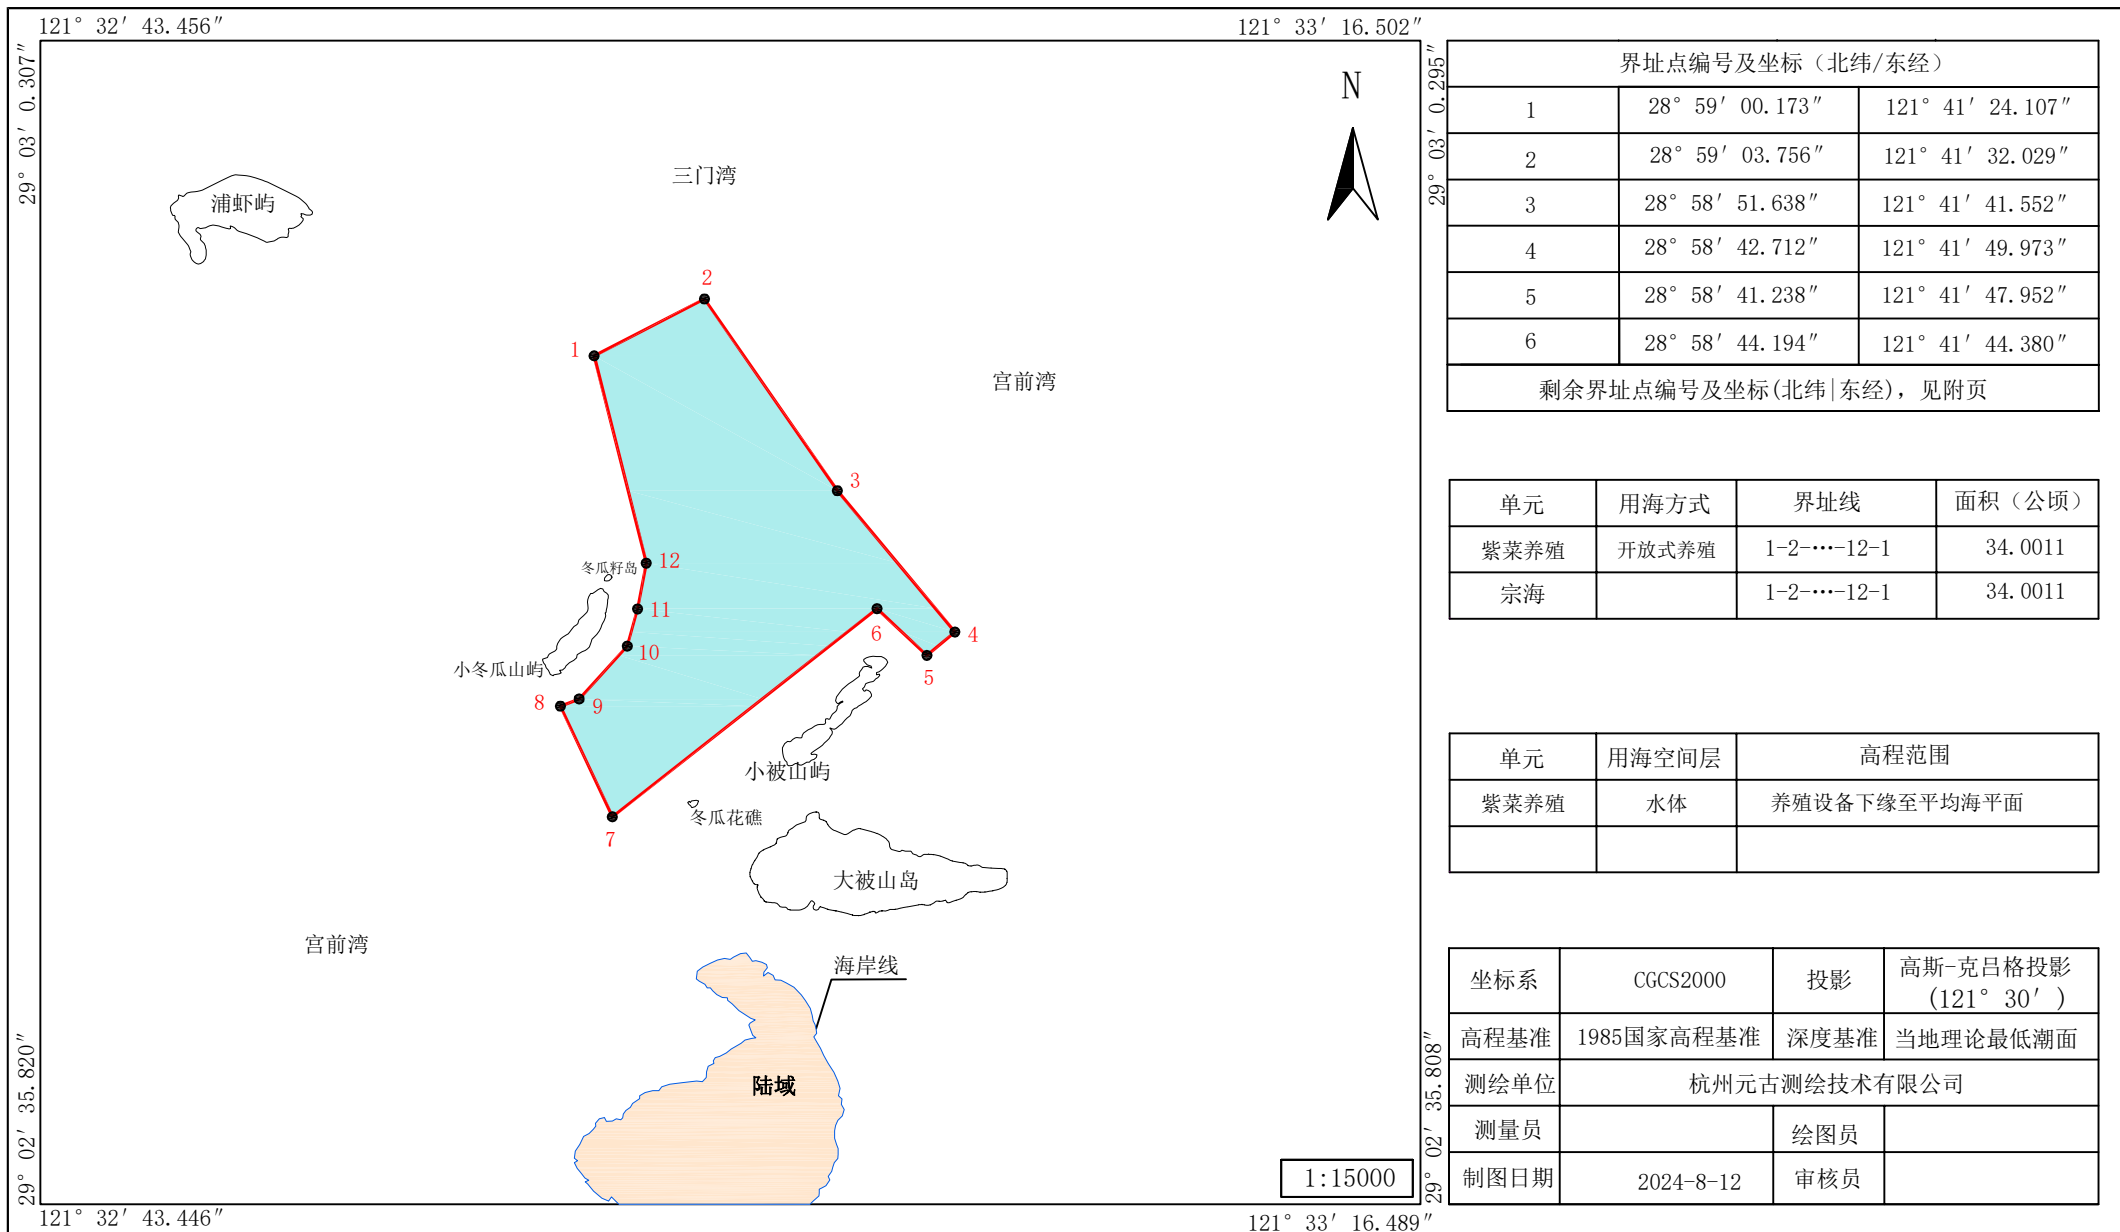 121° 32′ 43.456″
121° 33′ 16.502″
29° 03′ 0.307″
29° 03′ 0.295″
N
三门湾
浦虾屿
宫前湾
2
1
3
12
冬瓜籽岛
11
6
4
10
5
小冬瓜山屿
8
9
小被山屿
7
冬瓜花礁
大被山岛
宫前湾
海岸线
陆域
1:15000
29° 02′ 35.820″
29° 02′ 35.808″
121° 32′ 43.446″
121° 33′ 16.489″
界址点编号及坐标（北纬/东经）
1 28° 59′ 00.173″ 121° 41′ 24.107″
2 28° 59′ 03.756″ 121° 41′ 32.029″
3 28° 58′ 51.638″ 121° 41′ 41.552″
4 28° 58′ 42.712″ 121° 41′ 49.973″
5 28° 58′ 41.238″ 121° 41′ 47.952″
6 28° 58′ 44.194″ 121° 41′ 44.380″
剩余界址点编号及坐标(北纬|东经)，见附页
单元 用海方式 界址线 面积（公顷）
紫菜养殖 开放式养殖 1-2-···-12-1 34.0011
宗海 1-2-···-12-1 34.0011
单元 用海空间层 高程范围
紫菜养殖 水体 养殖设备下缘至平均海平面
坐标系 CGCS2000 投影 高斯-克吕格投影
(121° 30′ )
高程基准 1985国家高程基准 深度基准 当地理论最低潮面
测绘单位 杭州元古测绘技术有限公司
测量员 绘图员
制图日期 2024-8-12 审核员